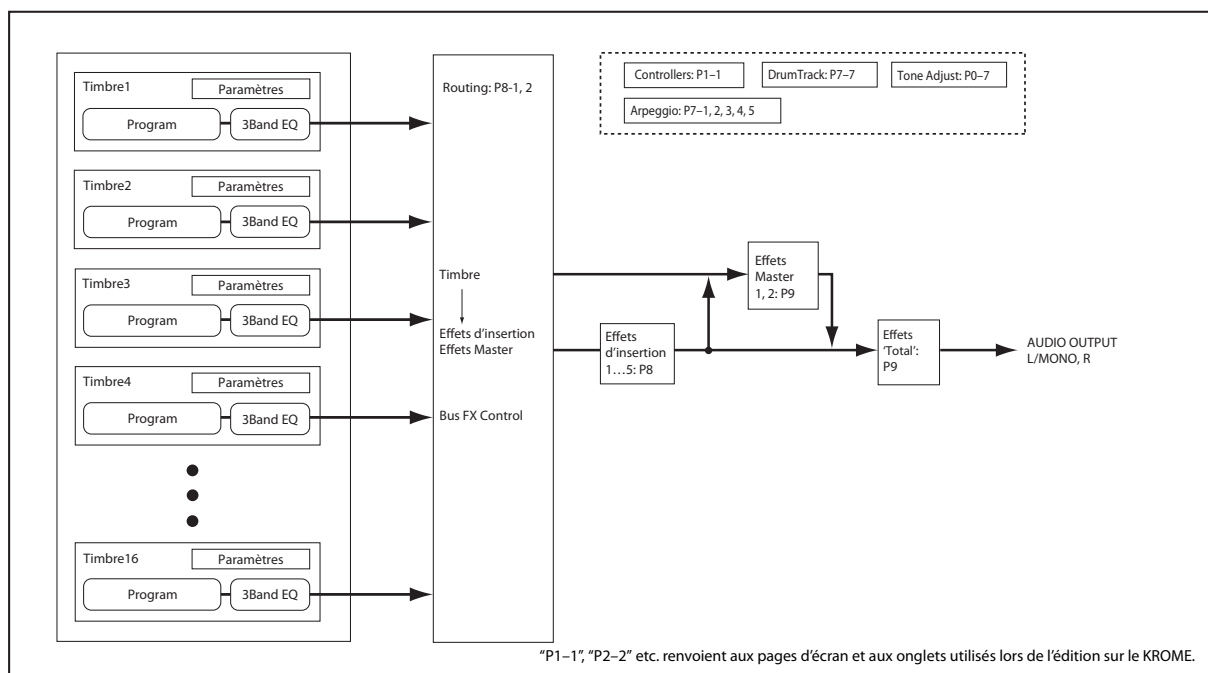 Timbre1
Paramètres
Program
3Band EQ
Timbre2
Paramètres
Program
3Band EQ
Timbre3
Paramètres
Program
3Band EQ
Timbre4
Paramètres
Program
3Band EQ
Timbre16
Paramètres
Program
3Band EQ
Routing: P8-1, 2
Timbre
Effets d’insertion
Effets Master
Bus FX Control
Controllers: P1–1
DrumTrack: P7–7
Tone Adjust: P0–7
Arpeggio: P7–1, 2, 3, 4, 5
Effets
Master
1, 2: P9
Effets
d’insertion
1…5: P8
Effets
‘Total’:
P9
AUDIO OUTPUT
L/MONO, R
“P1–1”, “P2–2” etc. renvoient aux pages d’écran et aux onglets utilisés lors de l’édition sur le KROME.